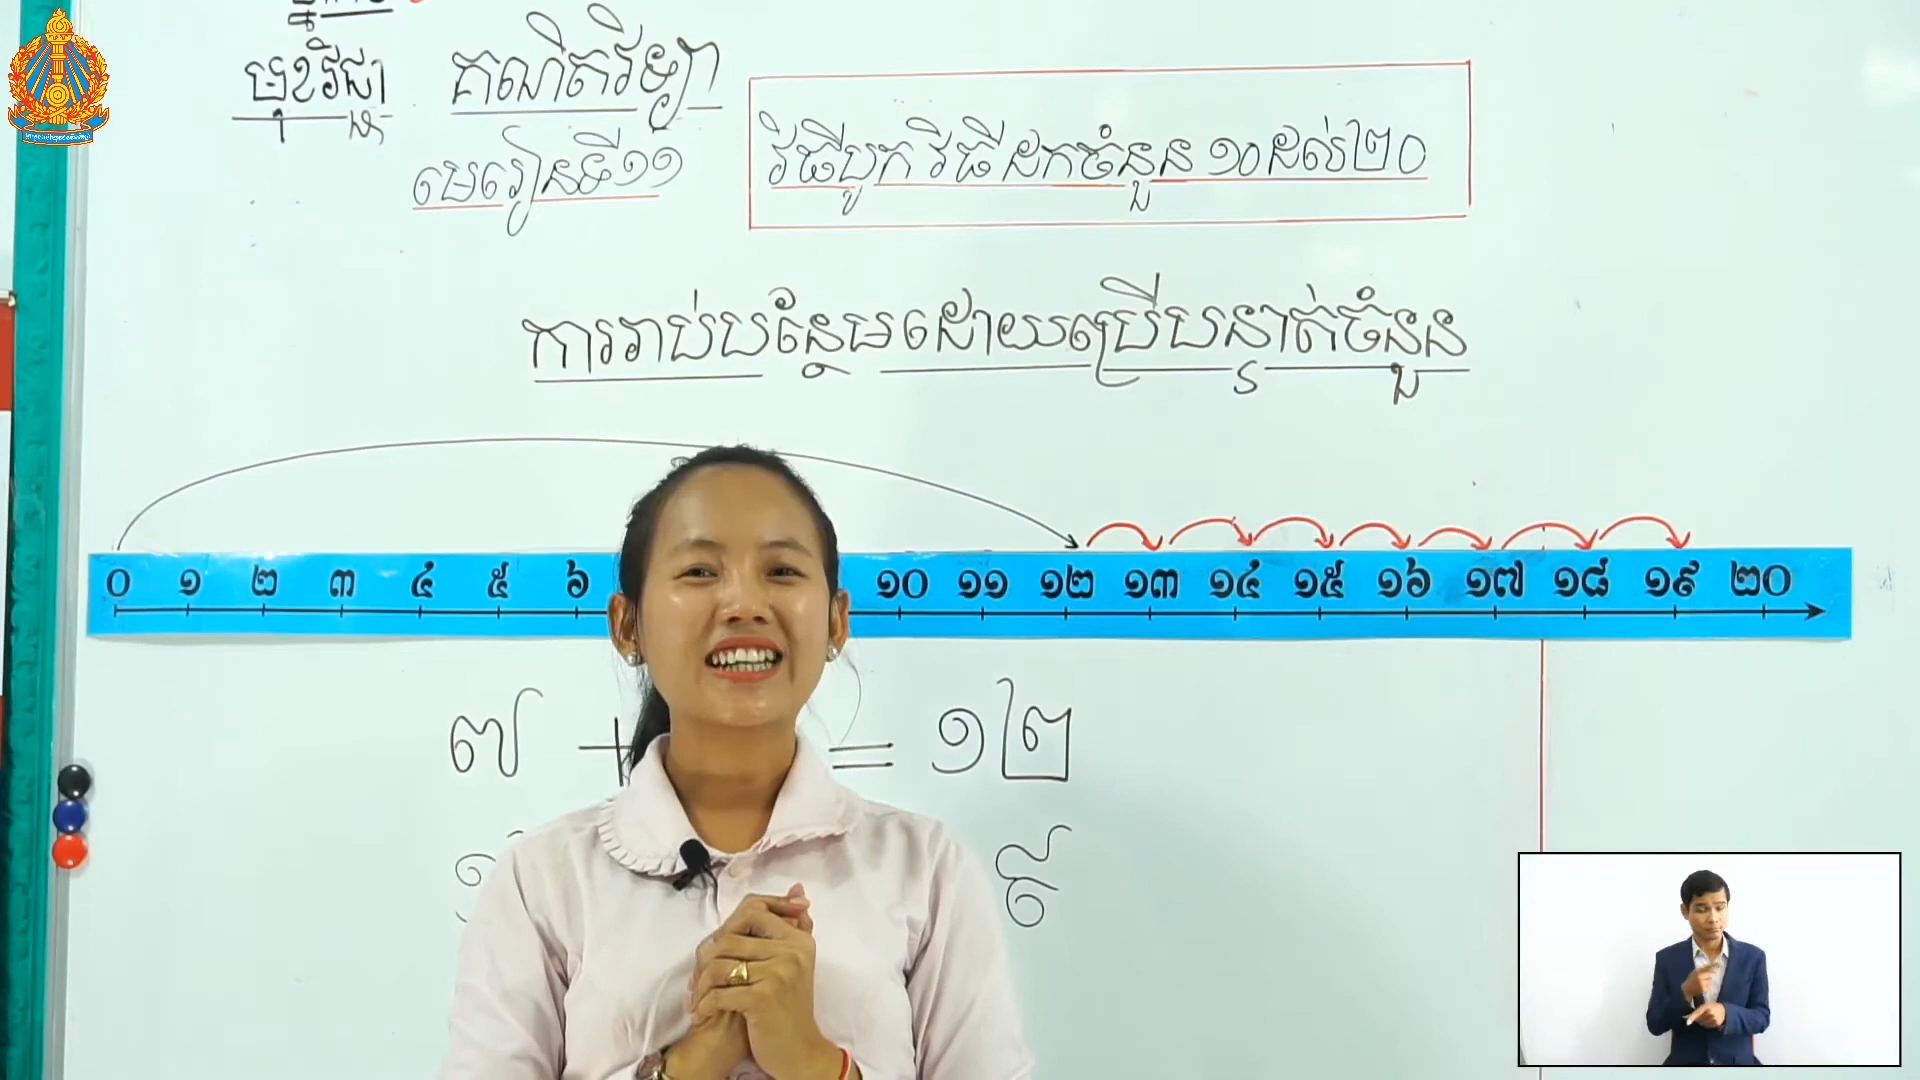 មុខវិជ្ជា គណិតវិទ្យា
មេរៀនទី១១
វិធីបូក វិធីដកចំនួន ១០ដល់២០
ការរាប់បន្ថែមដោយប្រើបន្ទាត់ចំនួន
០ ១ ២ ៣ ៤ ៥ ៦ ១០ ១១ ១២ ១៣ ១៤ ១៥ ១៦ ១៧ ១៨ ១៩ ២០
៧ + = ១២
៩